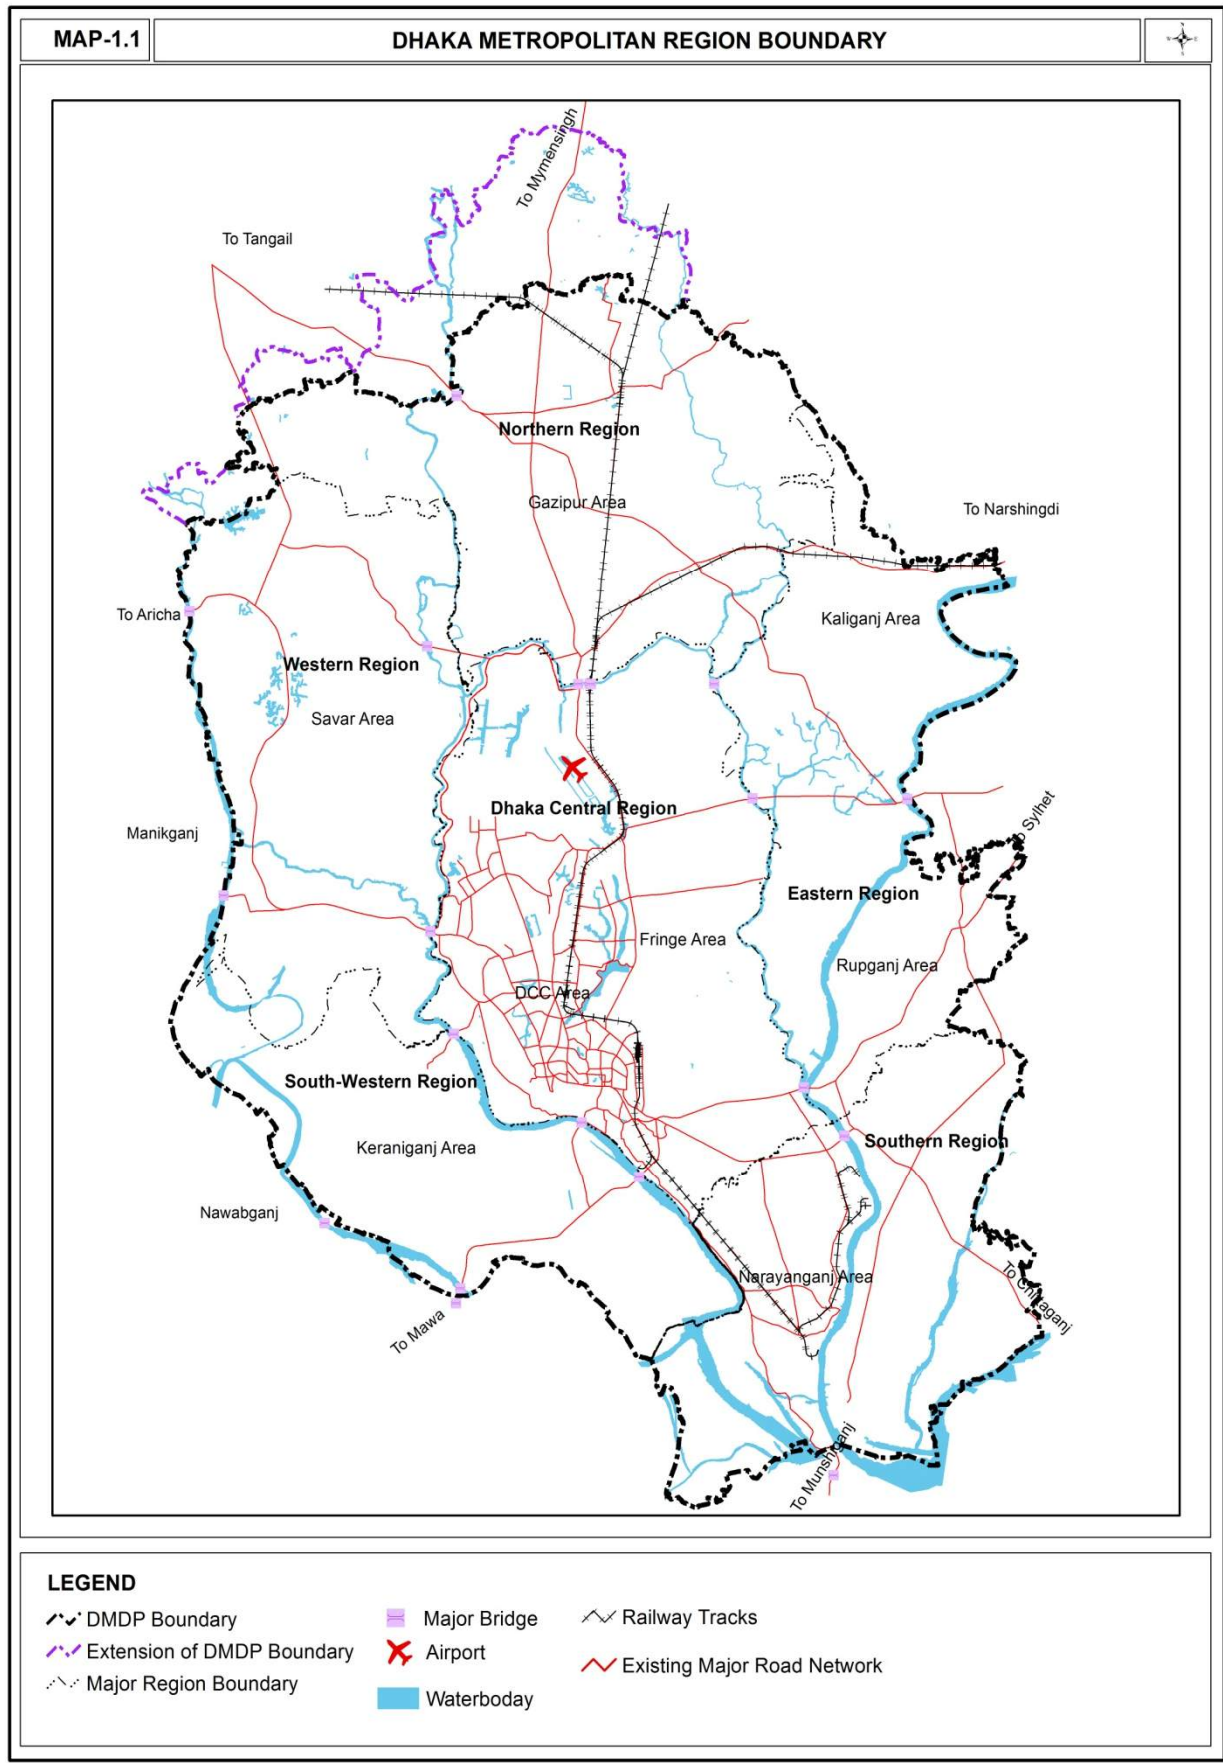 MAP-1.1
DHAKA METROPOLITAN REGION BOUNDARY
To Mymensingh
To Tangail
Northern Region
Gazipur Area
To Narshingdi
To Aricha
Kaliganj Area
Western Region
Savar Area
Dhaka Central Region
Manikganj
To Sylhet
Eastern Region
Fringe Area
Rupganj Area
DCC Area
South-Western Region
Keraniganj Area
Southern Region
Nawabganj
Narayanganj Area
To Mawa
To Munshiganj
LEGEND
DMDP Boundary
Major Bridge
Railway Tracks
Extension of DMDP Boundary
Airport
Existing Major Road Network
Major Region Boundary
Waterboday